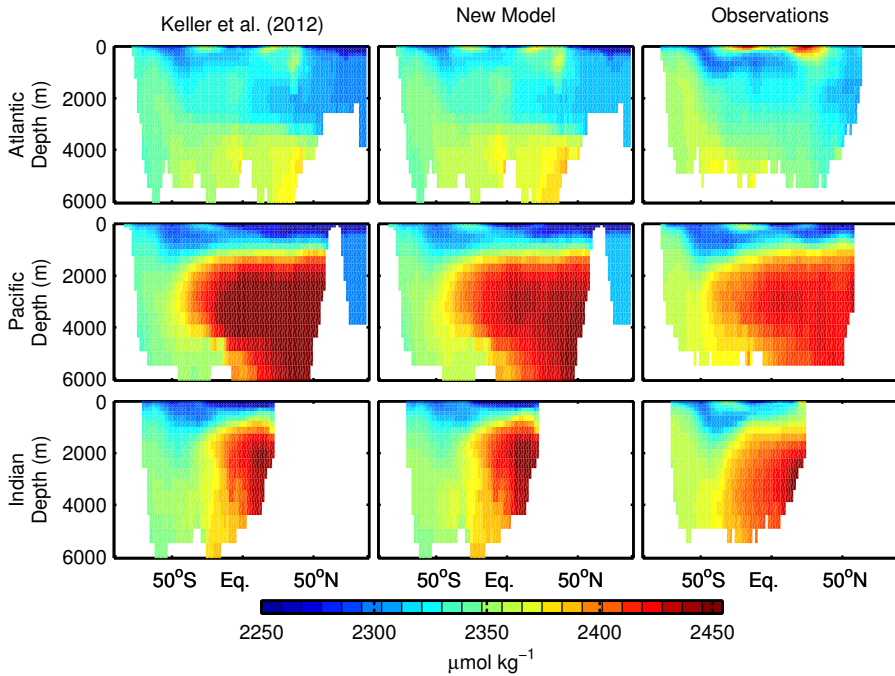 Keller et al. (2012)
New Model
Observations
Atlantic
Depth (m)
0
2000
4000
6000
Pacific
Depth (m)
0
2000
4000
6000
Indian
Depth (m)
0
2000
4000
6000
50°S Eq. 50°N
50°S Eq. 50°N
50°S Eq. 50°N
2250 2300 2350 2400 2450
μmol kg⁻¹